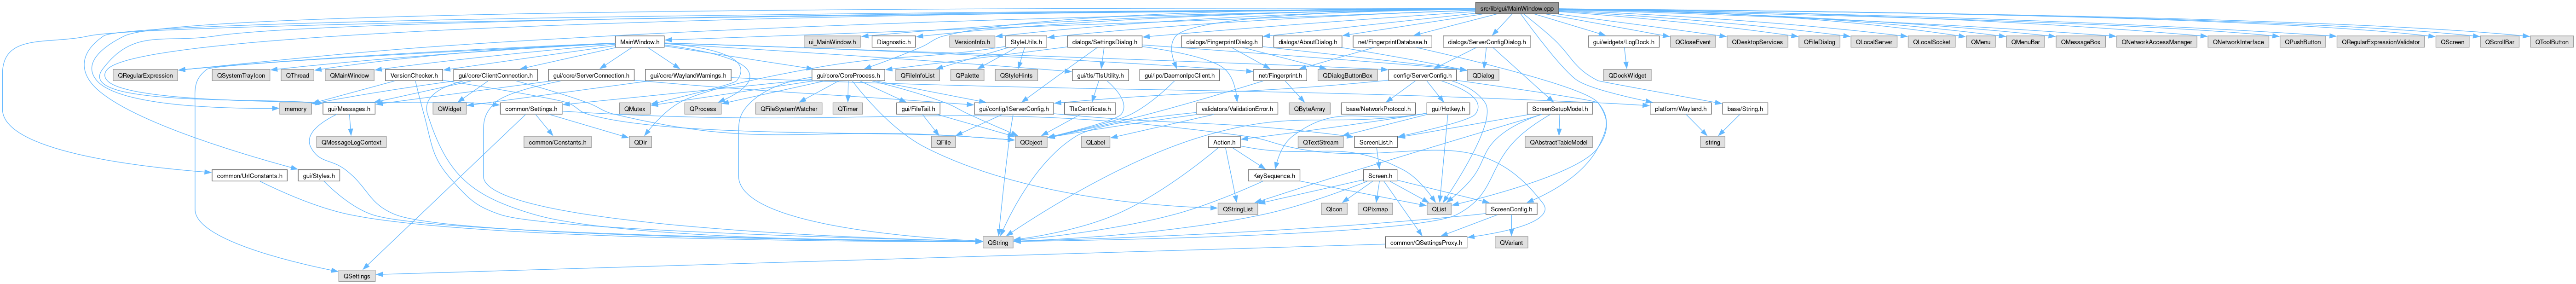 src/lib/gui/MainWindow.cpp
MainWindow.h
ui_MainWindow.h
Diagnostic.h
VersionInfo.h
StyleUtils.h
dialogs/SettingsDialog.h
dialogs/FingerprintDialog.h
dialogs/AboutDialog.h
net/FingerprintDatabase.h
dialogs/ServerConfigDialog.h
gui/widgets/LogDock.h
QCloseEvent
QDesktopServices
QFileDialog
QLocalServer
QLocalSocket
QMenu
QMenuBar
QMessageBox
QNetworkAccessManager
QNetworkInterface
QPushButton
QRegularExpressionValidator
QScreen
QScrollBar
QToolButton
QRegularExpression
QSystemTrayIcon
QThread
QMainWindow
VersionChecker.h
gui/core/ClientConnection.h
gui/core/ServerConnection.h
gui/core/WaylandWarnings.h
gui/core/CoreProcess.h
QFileInfoList
QPalette
QStyleHints
gui/tls/TlsUtility.h
gui/ipc/DaemonIpcClient.h
net/Fingerprint.h
QDialogButtonBox
config/ServerConfig.h
QDialog
QDockWidget
memory
gui/Messages.h
QWidget
common/Settings.h
QMutex
QProcess
QFileSystemWatcher
QTimer
gui/FileTail.h
gui/config/IServerConfig.h
TlsCertificate.h
validators/ValidationError.h
QByteArray
base/NetworkProtocol.h
gui/Hotkey.h
ScreenSetupModel.h
platform/Wayland.h
base/String.h
QMessageLogContext
common/Constants.h
QDir
QFile
QObject
QLabel
Action.h
QTextStream
ScreenList.h
QAbstractTableModel
string
common/UrlConstants.h
gui/Styles.h
KeySequence.h
Screen.h
QStringList
QIcon
QPixmap
QList
ScreenConfig.h
QString
common/QSettingsProxy.h
QVariant
QSettings